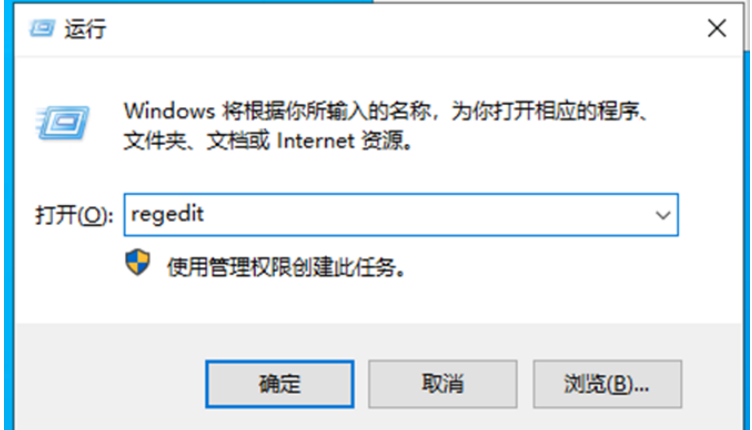 运行
Windows 将根据你所输入的名称，为你打开相应的程序、
文件夹、文档或 Internet 资源。
打开(O): regedit
使用管理权限创建此任务。
确定 取消 浏览(B)...